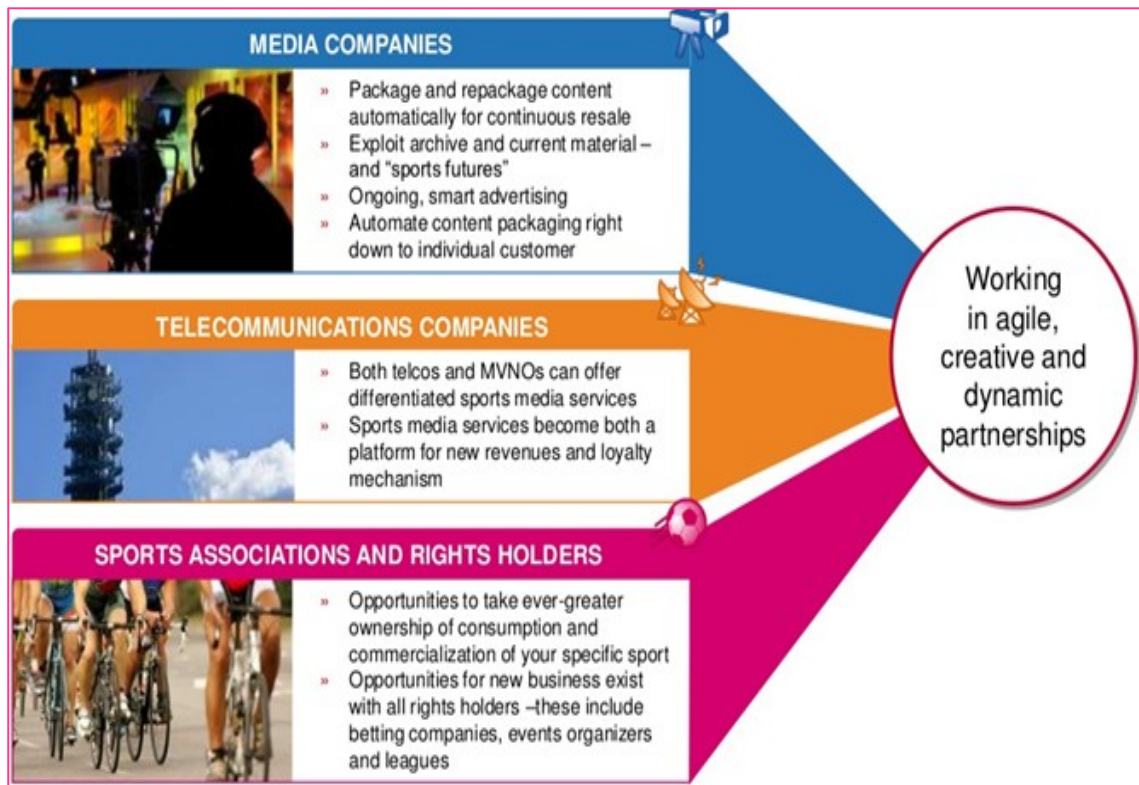 MEDIA COMPANIES
» Package and repackage content
automatically for continuous resale
» Exploit archive and current material –
and “sports futures”
» Ongoing, smart advertising
» Automate content packaging right
down to individual customer
TELECOMMUNICATIONS COMPANIES
» Both telcos and MVNOs can offer
differentiated sports media services
» Sports media services become both a
platform for new revenues and loyalty
mechanism
SPORTS ASSOCIATIONS AND RIGHTS HOLDERS
» Opportunities to take ever-greater
ownership of consumption and
commercialization of your specific sport
» Opportunities for new business exist
with all rights holders –these include
betting companies, events organizers
and leagues
Working
in agile,
creative and
dynamic
partnerships